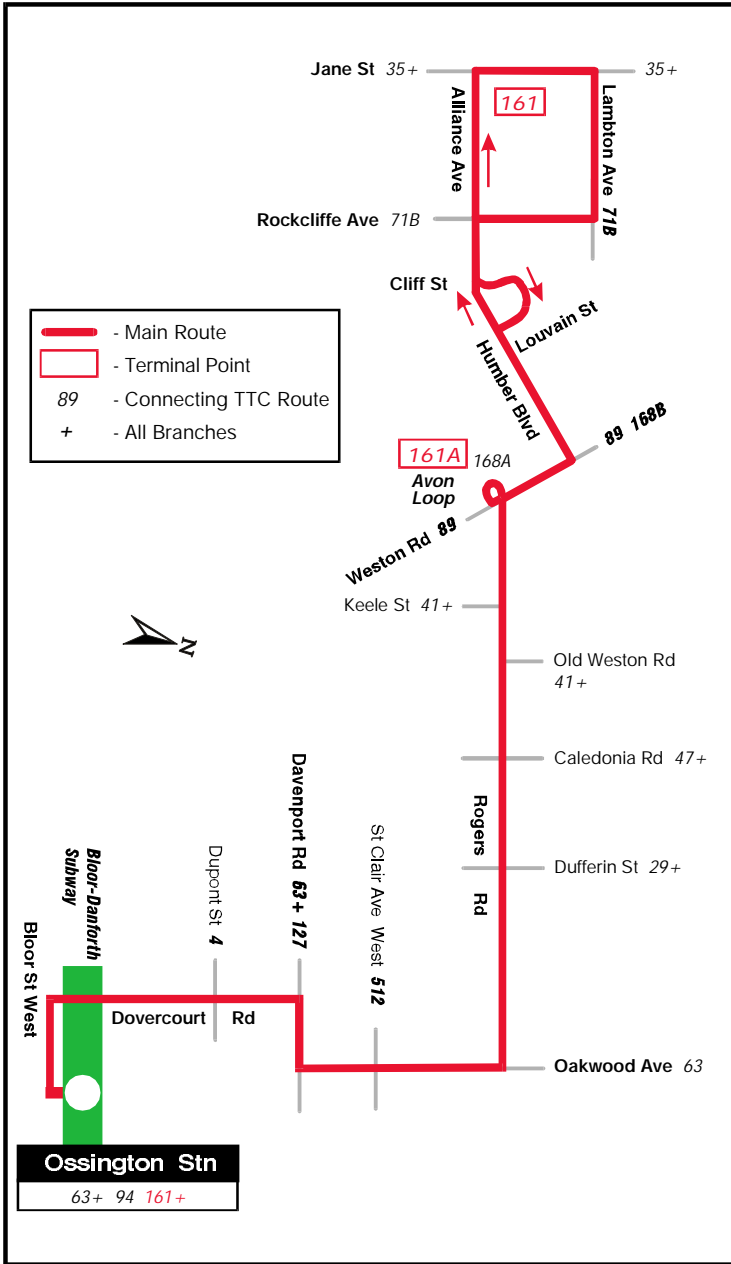 Jane St 35+
35+
Alliance Ave
161
Lambton Ave 71B
Rockcliffe Ave 71B
Cliff St
Louvain St
Humber Blvd
- Main Route
- Terminal Point
89 - Connecting TTC Route
+ - All Branches
89 168B
161A 168A
Avon
Loop
Weston Rd 89
Keele St 41+
N
Old Weston Rd
41+
Caledonia Rd 47+
Rogers Rd
Dufferin St 29+
Bloor-Danforth
Subway
Bloor St West
Dupont St 4
Davenport Rd 63+ 127
St Clair Ave West 512
Dovercourt Rd
Oakwood Ave 63
Ossington Stn
63+ 94 161+